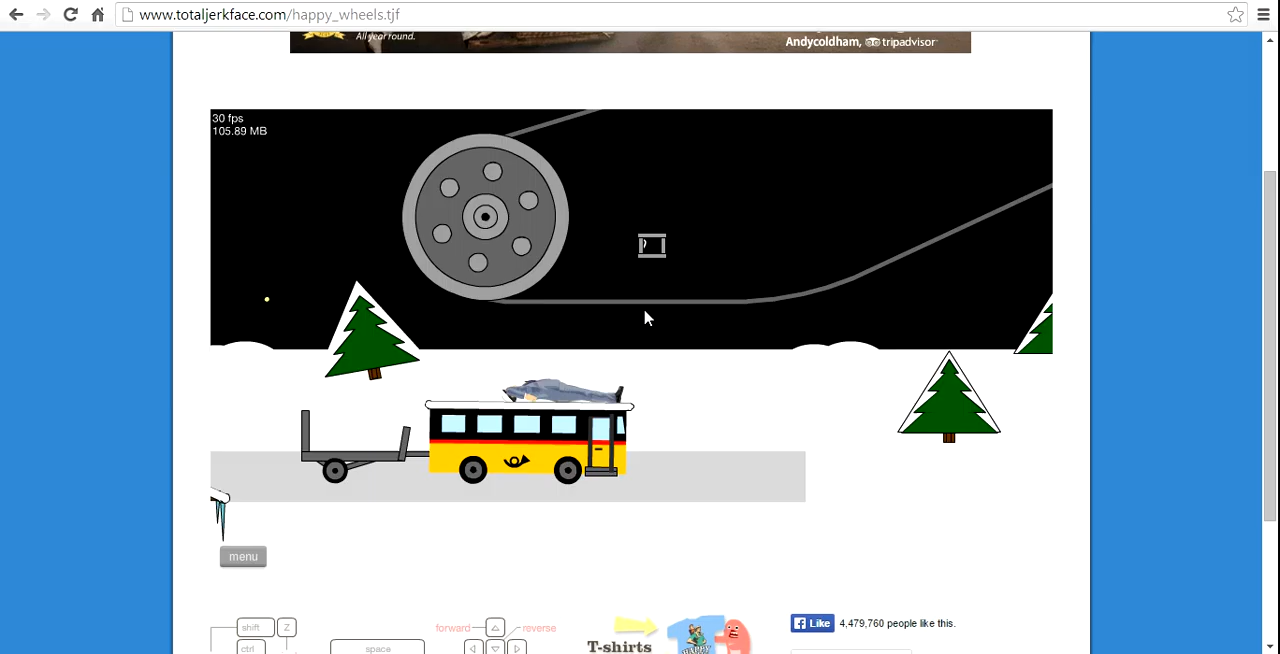 www.totaljerkface.com/happy_wheels.tjf
All year round.
Andycoldham, tripadvisor
30 fps
105.89 MB
menu
shift Z
ctrl
space
forward reverse
T-shirts
HAPPY
Like 4,479,760 people like this.